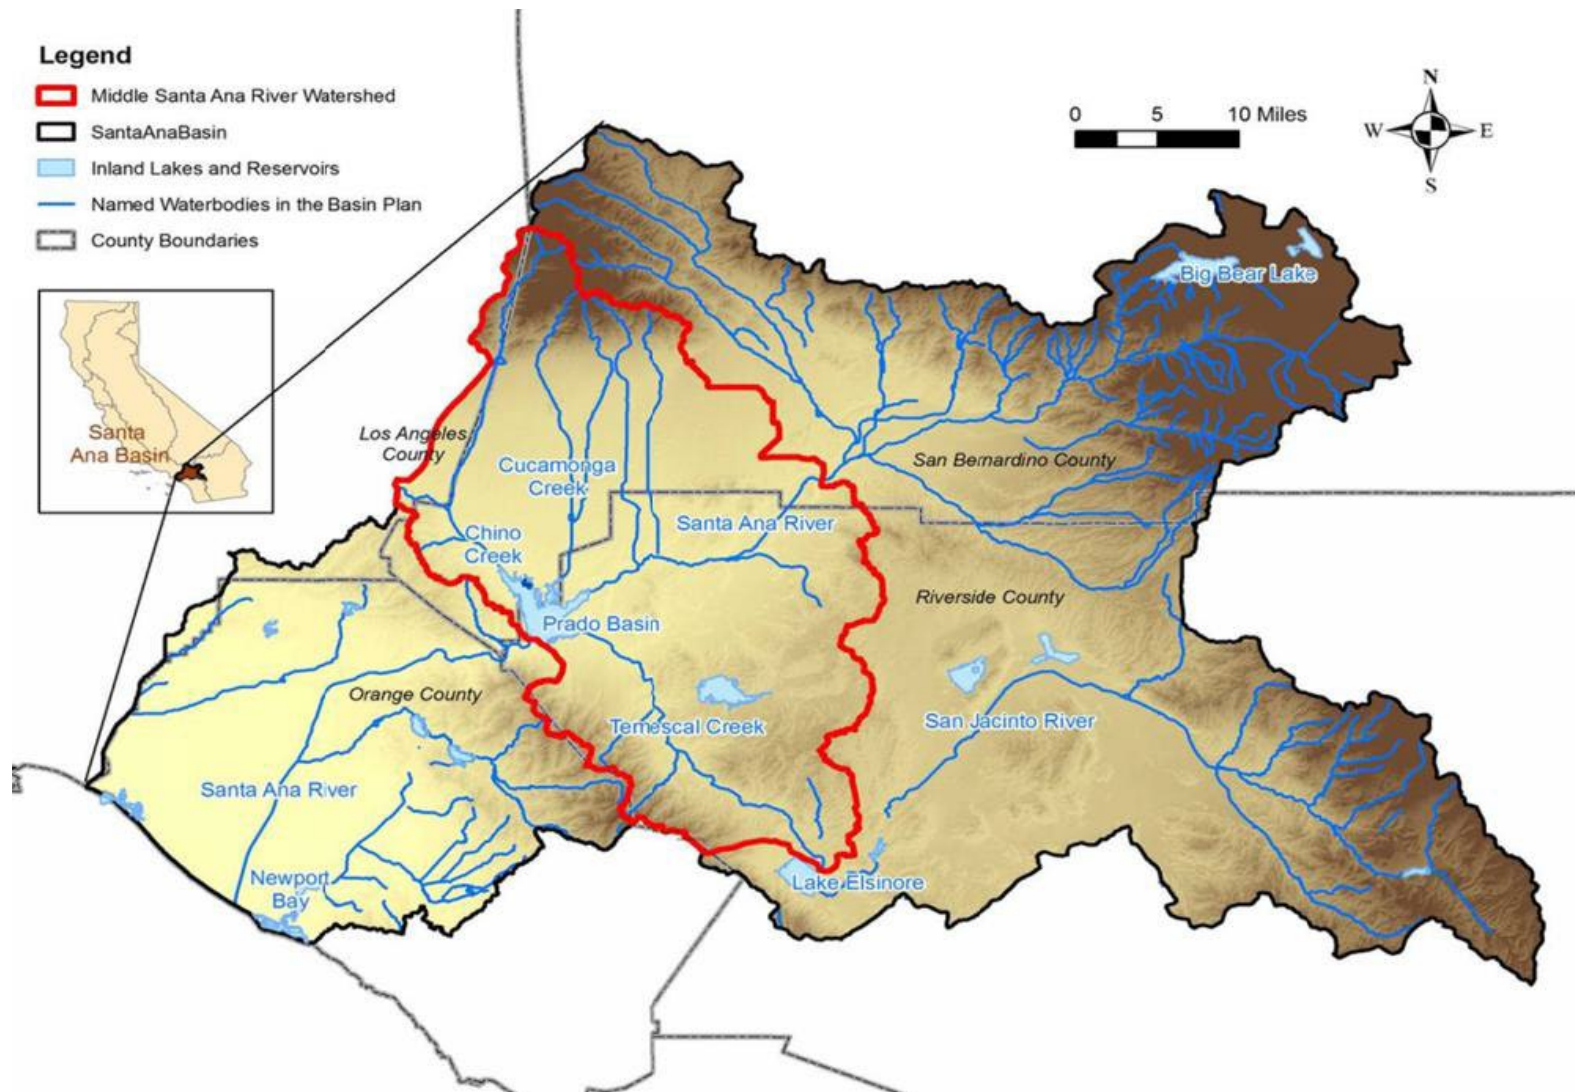 Legend
Middle Santa Ana River Watershed
SantaAnaBasin
Inland Lakes and Reservoirs
Named Waterbodies in the Basin Plan
County Boundaries
0 5 10 Miles
N
W E
S
Santa
Ana Basin
Big Bear Lake
Los Angeles
County
San Bernardino County
Cucamonga
Creek
Santa Ana River
Chino
Creek
Riverside County
Prado Basin
Orange County
Temescal Creek
San Jacinto River
Santa Ana River
Newport
Bay
Lake Elsinore